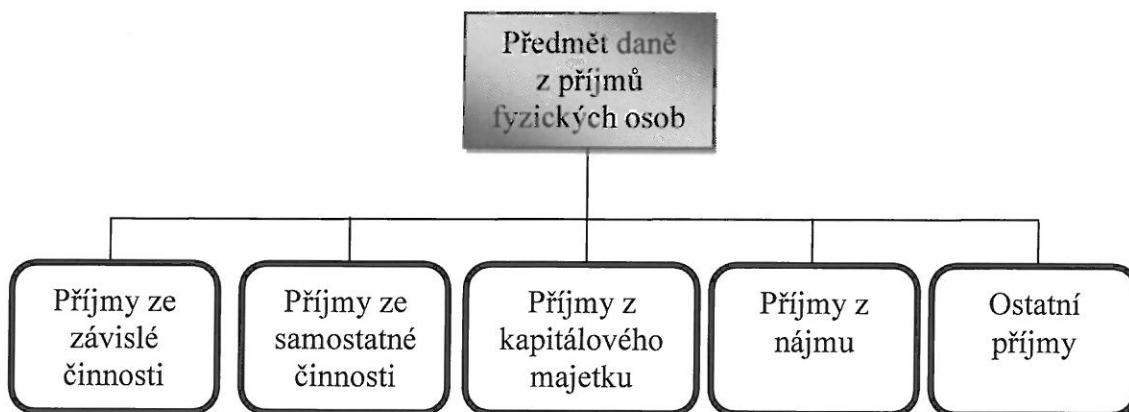 Předmět daně
z příjmů
fyzických osob
Příjmy ze
závislé
činnosti
Příjmy ze
samostatné
činnosti
Příjmy z
kapitálového
majetku
Příjmy z
nájmu
Ostatní
příjmy